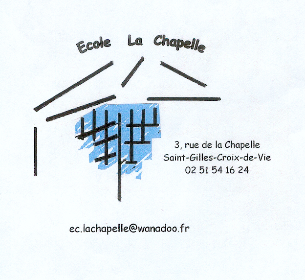 Ecole La Chapelle
3, rue de la Chapelle
Saint-Gilles-Croix-de-Vie
02 51 54 16 24
ec.lachapelle@wanadoo.fr